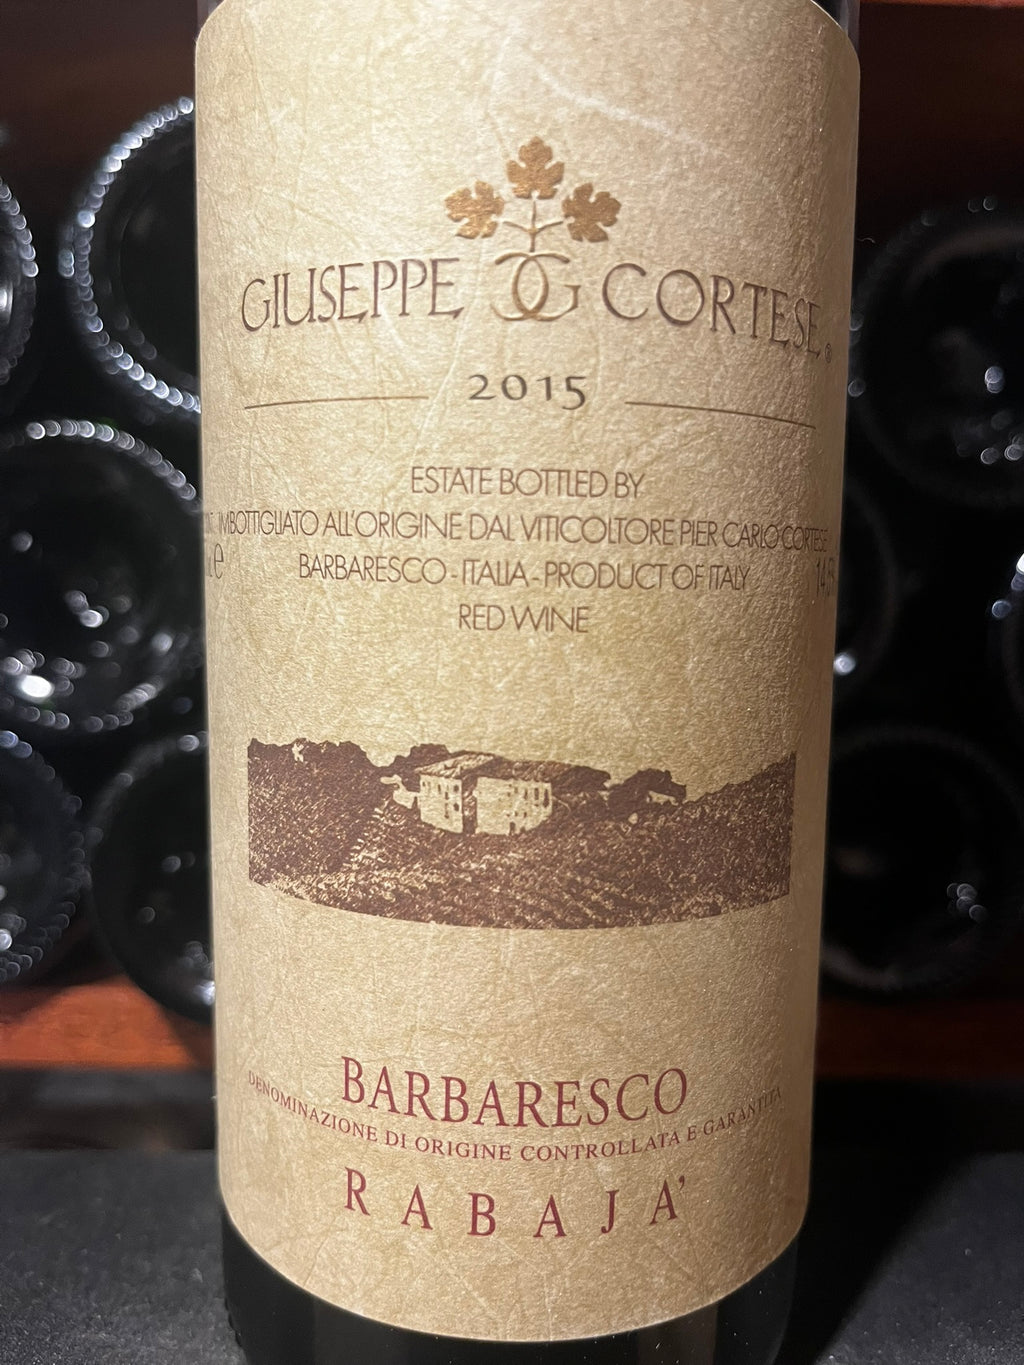 GIUSEPPE CG CORTESE®
2015
ESTATE BOTTLED BY
IMBOTTIGLIATO ALL'ORIGINE DAL VITICOLTORE PIER CARLO CORTESE
e BARBARESCO - ITALIA - PRODUCT OF ITALY
RED WINE
BARBARESCO
DENOMINAZIONE DI ORIGINE CONTROLLATA E GARANTITA
RABAJA'